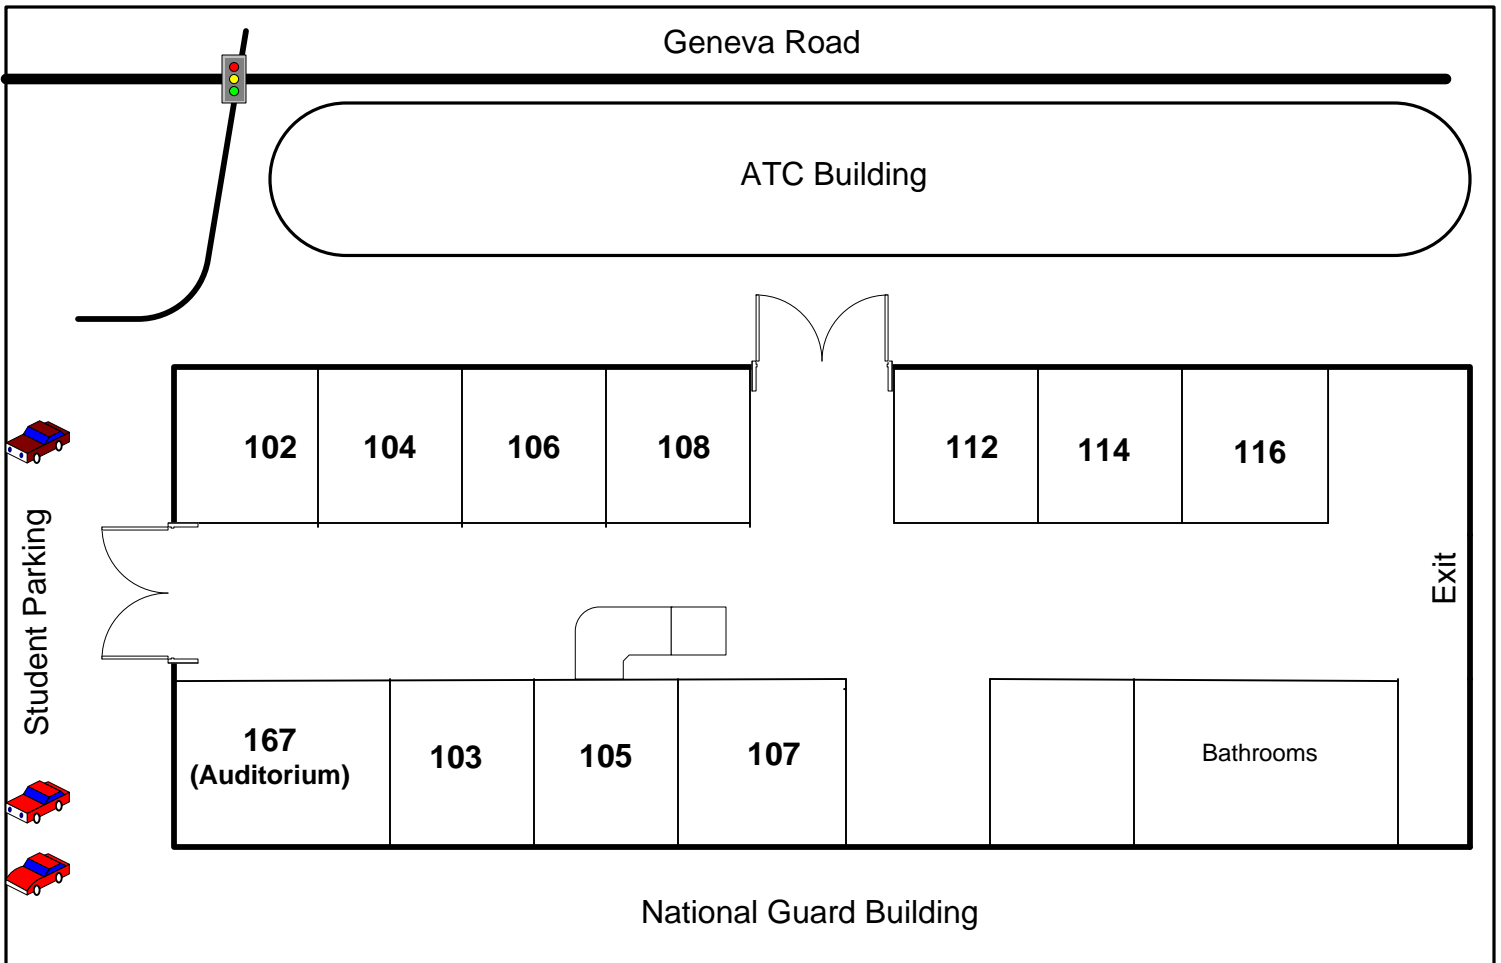 Geneva Road
ATC Building
102
104
106
108
112
114
116
Student Parking
Exit
167
(Auditorium)
103
105
107
Bathrooms
National Guard Building